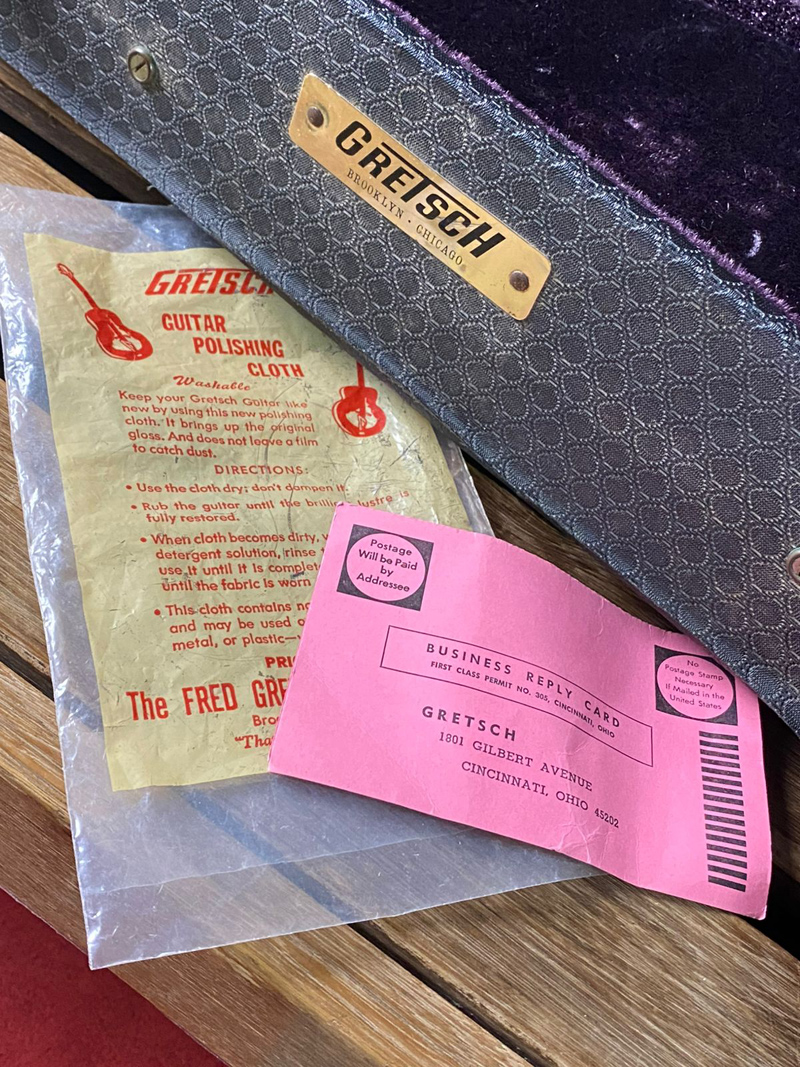 GRETSCH
BROOKLYN · CHICAGO
GRETSCH
GUITAR
POLISHING
CLOTH
Washable
Keep your Gretsch Guitar like
new by using this new polishing
cloth. It brings up the original
gloss. And does not leave a film
to catch dust.
DIRECTIONS:
• Use the cloth dry; don't dampen it.
• Rub the guitar until the lustre is
fully restored.
• When cloth becomes dirty,
detergent solution, rinse
use it until it is
until the fabric is worn
• This cloth contains
and may be used
metal, or plastic—
The FRED
Postage
Will be Paid
by
Addressee
No
Postage Stamp
Necessary
If Mailed in the
United States
BUSINESS REPLY CARD
FIRST CLASS PERMIT NO. 305, CINCINNATI, OHIO
GRETSCH
1801 GILBERT AVENUE
CINCINNATI, OHIO 45202